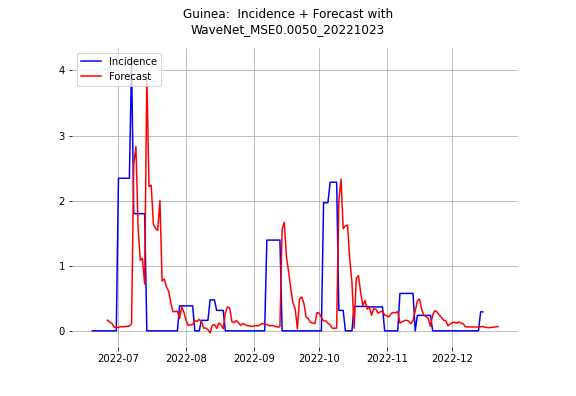 Guinea:  Incidence + Forecast with
WaveNet_MSE0.0050_20221023
Incidence
Forecast
4
3
2
1
0
2022-07
2022-08
2022-09
2022-10
2022-11
2022-12